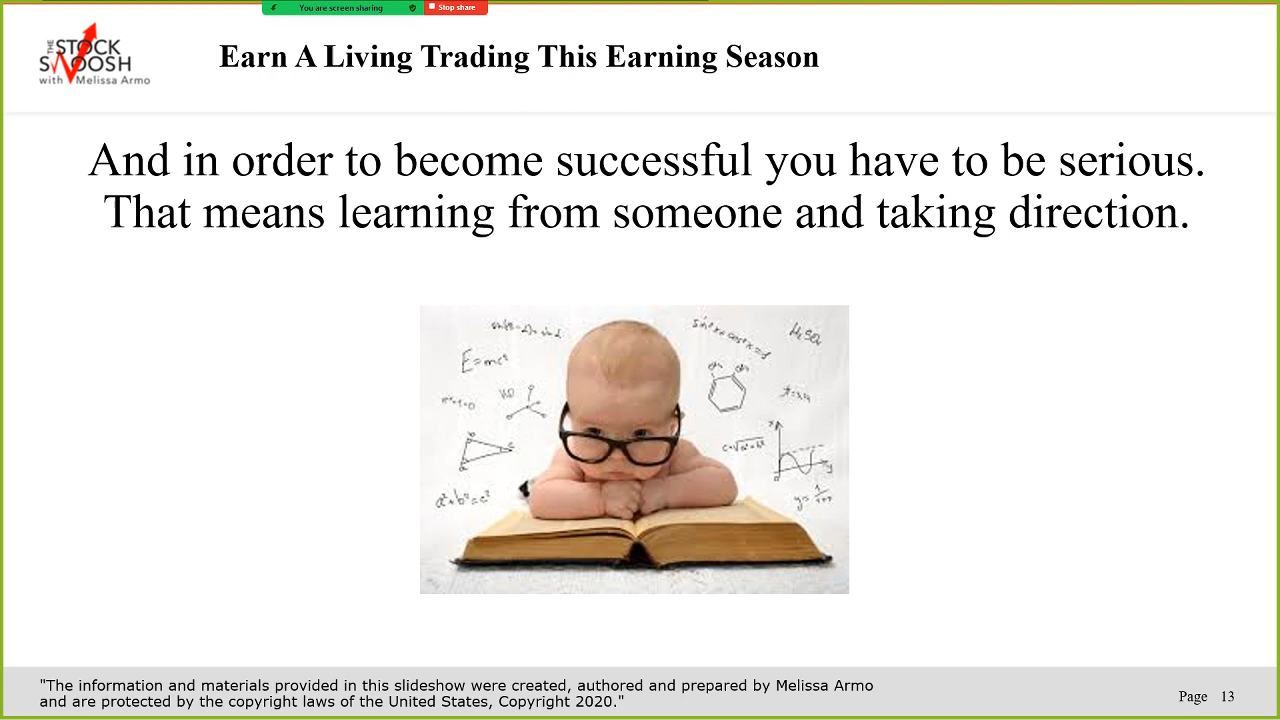 You are screen sharing
Stop share
THE
STOCK
SWOOSH
with Melissa Armo
Earn A Living Trading This Earning Season
And in order to become successful you have to be serious.
That means learning from someone and taking direction.
E=mc²
a²+b²=c²
"The information and materials provided in this slideshow were created, authored and prepared by Melissa Armo
and are protected by the copyright laws of the United States, Copyright 2020."
Page 13